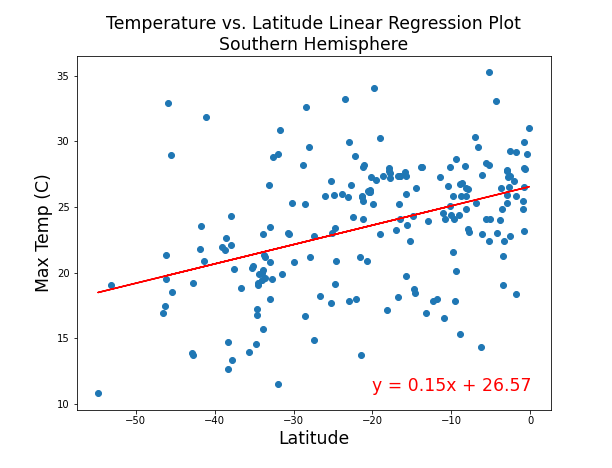 Temperature vs. Latitude Linear Regression Plot
Southern Hemisphere
Max Temp (C)
35
30
25
20
15
10
y = 0.15x + 26.57
−50 −40 −30 −20 −10 0
Latitude